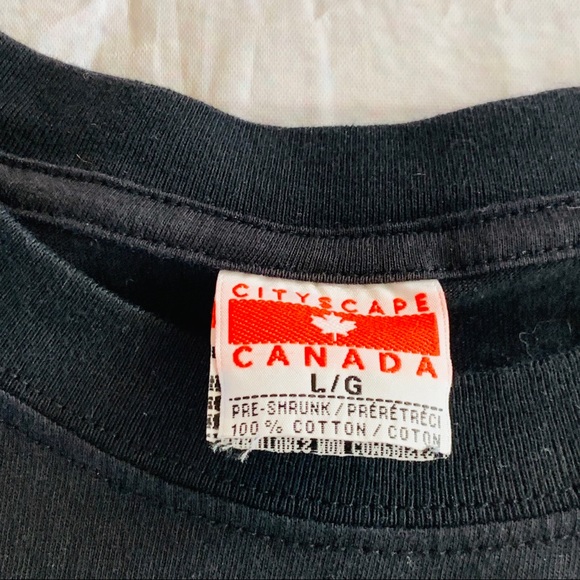 CITYSCAPE
CANADA
L/G
PRE-SHRUNK / PRÉRÉTRÉCI
100 % COTTON / COTON